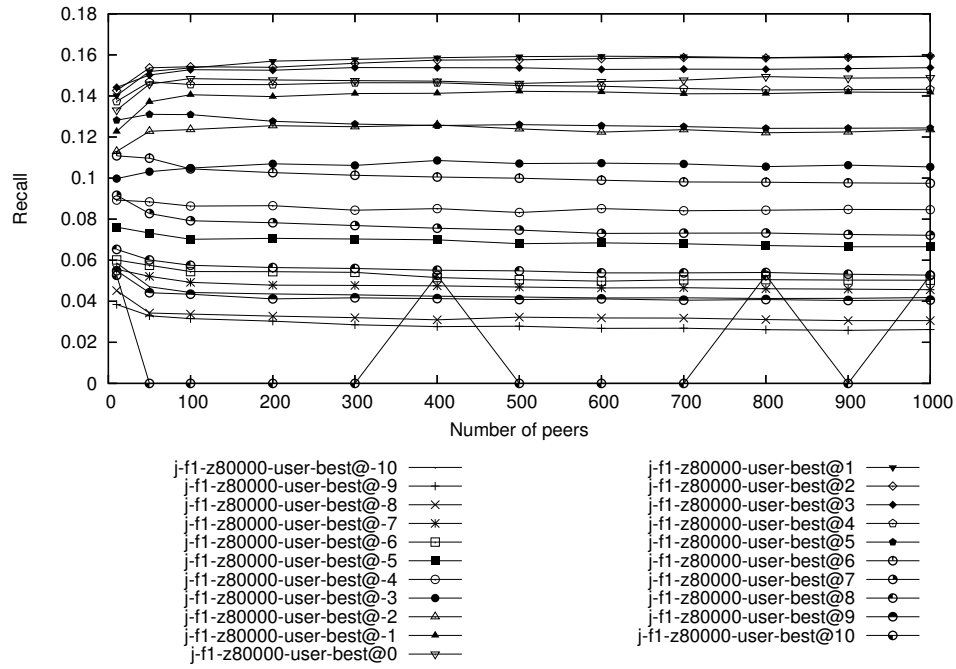 0.18
0.16
0.14
0.12
0.1
0.08
0.06
0.04
0.02
0
Recall
0 100 200 300 400 500 600 700 800 900 1000
Number of peers
j-f1-z80000-user-best@-10
j-f1-z80000-user-best@-9
j-f1-z80000-user-best@-8
j-f1-z80000-user-best@-7
j-f1-z80000-user-best@-6
j-f1-z80000-user-best@-5
j-f1-z80000-user-best@-4
j-f1-z80000-user-best@-3
j-f1-z80000-user-best@-2
j-f1-z80000-user-best@-1
j-f1-z80000-user-best@0
j-f1-z80000-user-best@1
j-f1-z80000-user-best@2
j-f1-z80000-user-best@3
j-f1-z80000-user-best@4
j-f1-z80000-user-best@5
j-f1-z80000-user-best@6
j-f1-z80000-user-best@7
j-f1-z80000-user-best@8
j-f1-z80000-user-best@9
j-f1-z80000-user-best@10